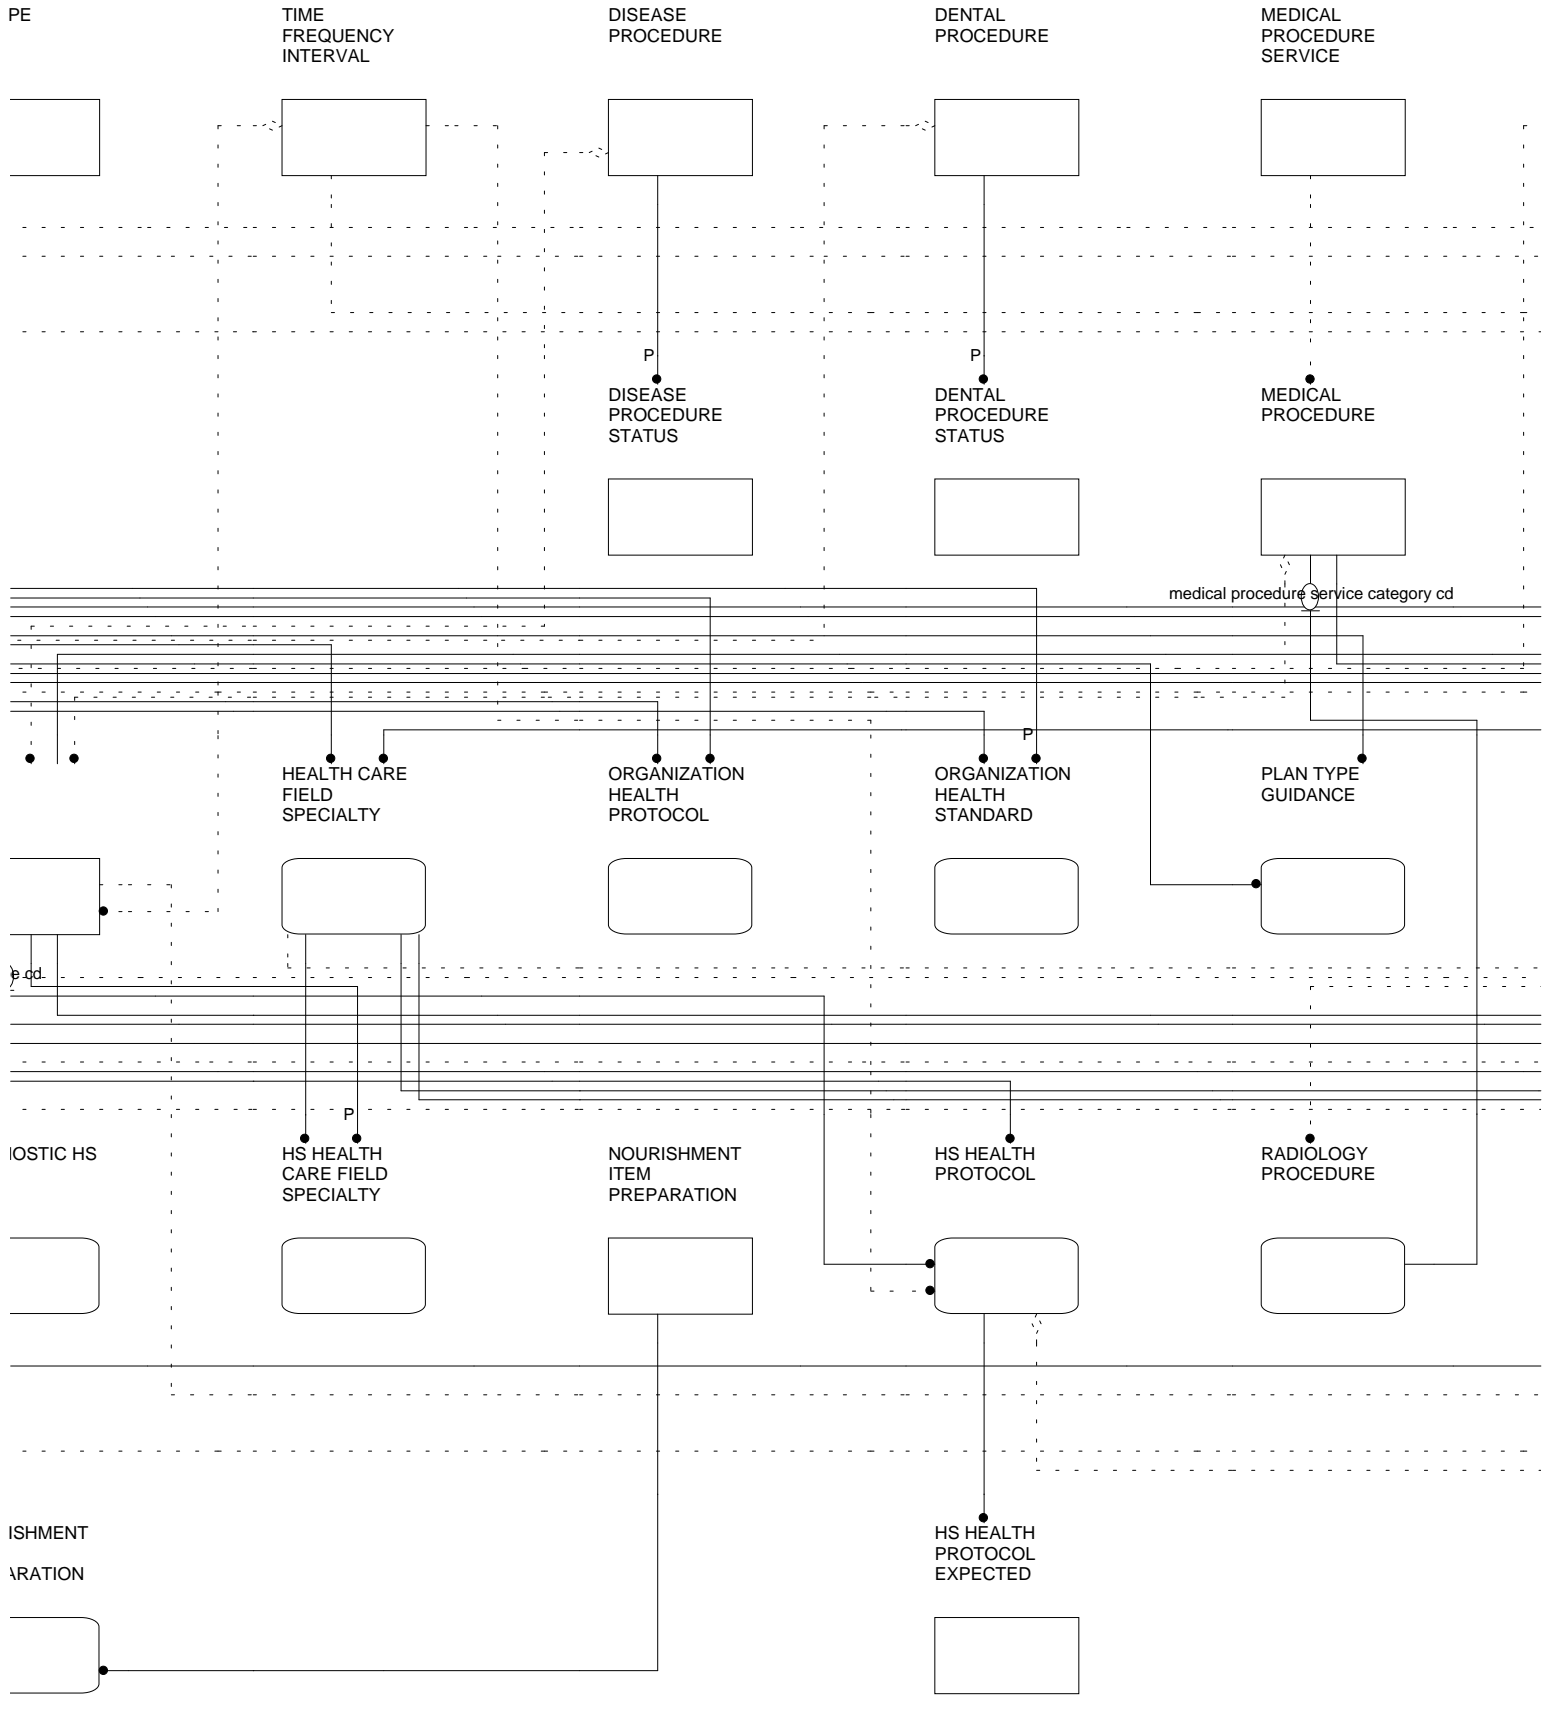 PE
TIME
FREQUENCY
INTERVAL
DISEASE
PROCEDURE
DENTAL
PROCEDURE
MEDICAL
PROCEDURE
SERVICE
P
P
DISEASE
PROCEDURE
STATUS
DENTAL
PROCEDURE
STATUS
MEDICAL
PROCEDURE
medical procedure service category cd
P
HEALTH CARE
FIELD
SPECIALTY
ORGANIZATION
HEALTH
PROTOCOL
ORGANIZATION
HEALTH
STANDARD
PLAN TYPE
GUIDANCE
e cd
P
OSTIC HS
HS HEALTH
CARE FIELD
SPECIALTY
NOURISHMENT
ITEM
PREPARATION
HS HEALTH
PROTOCOL
RADIOLOGY
PROCEDURE
ISHMENT
ARATION
HS HEALTH
PROTOCOL
EXPECTED